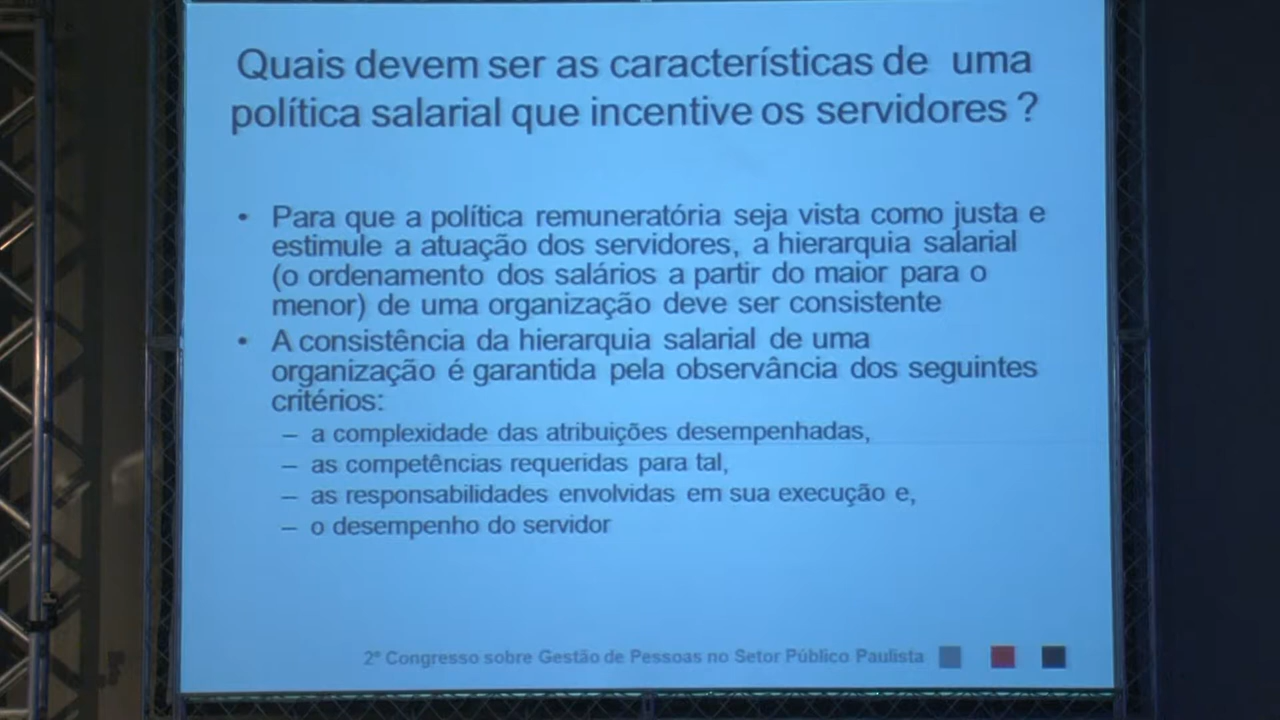 Quais devem ser as características de uma
política salarial que incentive os servidores ?
• Para que a política remuneratória seja vista como justa e
estimule a atuação dos servidores, a hierarquia salarial
(o ordenamento dos salários a partir do maior para o
menor) de uma organização deve ser consistente
• A consistência da hierarquia salarial de uma
organização é garantida pela observância dos seguintes
critérios:
– a complexidade das atribuições desempenhadas,
– as competências requeridas para tal,
– as responsabilidades envolvidas em sua execução e,
– o desempenho do servidor
2º Congresso sobre Gestão de Pessoas no Setor Público Paulista